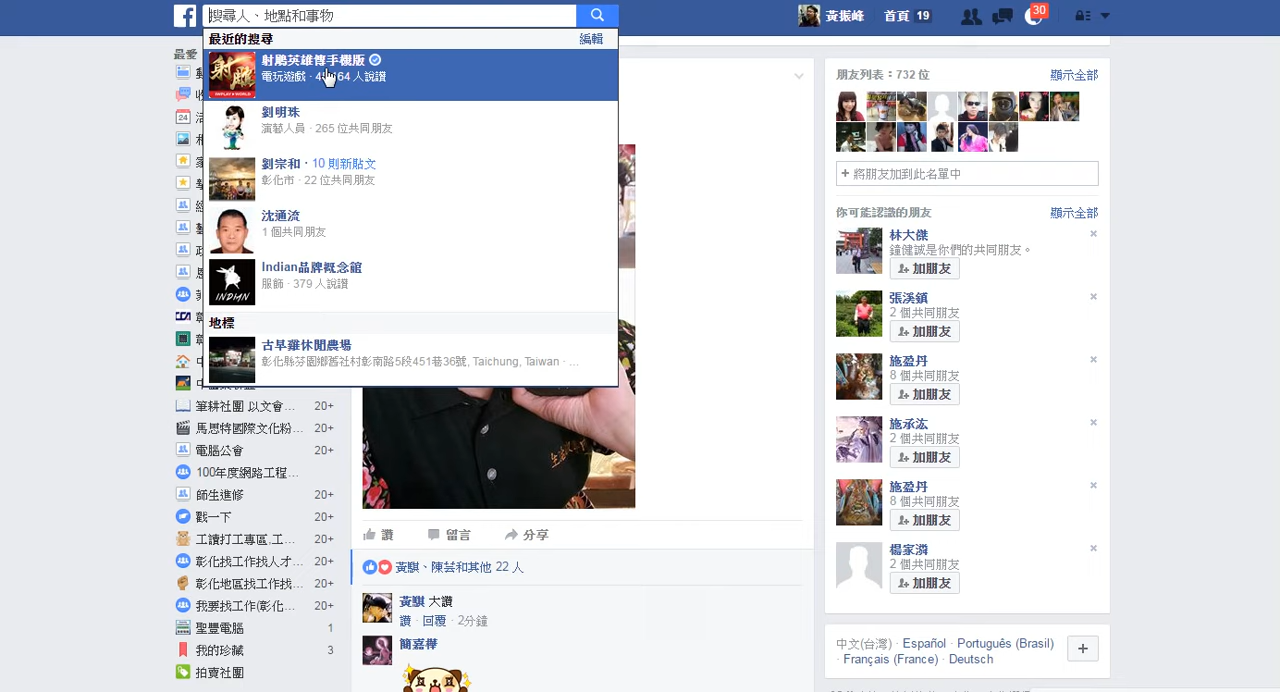 搜尋人、地點和事物
黃振峰
首頁 19
30
最近的搜尋
編輯
射鵰英雄傳手機版
電玩遊戲 · 人說讚
劉明珠
演藝人員 · 265 位共同朋友
劉宗和 · 10 則新貼文
彰化市 · 22 位共同朋友
沈通流
1 個共同朋友
Indian品牌概念館
服飾 · 379 人說讚
INDIAN
地標
古早雞休閒農場
彰化縣芬園鄉舊社村彰南路5段451巷36號, Taichung, Taiwan · ...
最愛
24
筆耕社團 以文會... 20+
馬恩特國際文化粉... 20+
電腦公會 20+
100年度網路工程...
師生進修 20+
戳一下 20+
工讀打工專區,工... 20+
彰化找工作找人才... 20+
彰化地區找工作找... 20+
我要找工作(彰化... 20+
聖豐電腦 1
我的珍藏 3
拍賣社團
讚 留言 分享
黃騏、陳芸和其他 22 人
黃騏 大讚
讚 · 回覆 · 2分鐘
簡嘉樺
朋友列表:732 位
顯示全部
+ 將朋友加到此名單中
你可能認識的朋友
顯示全部
林大傑
鐘健誠是你們的共同朋友。
加朋友
張溪鎮
2 個共同朋友
加朋友
施盈丹
8 個共同朋友
加朋友
施承汯
2 個共同朋友
加朋友
施盈丹
8 個共同朋友
加朋友
楊家潾
2 個共同朋友
加朋友
中文(台灣) · Español · Português (Brasil)
· Français (France) · Deutsch